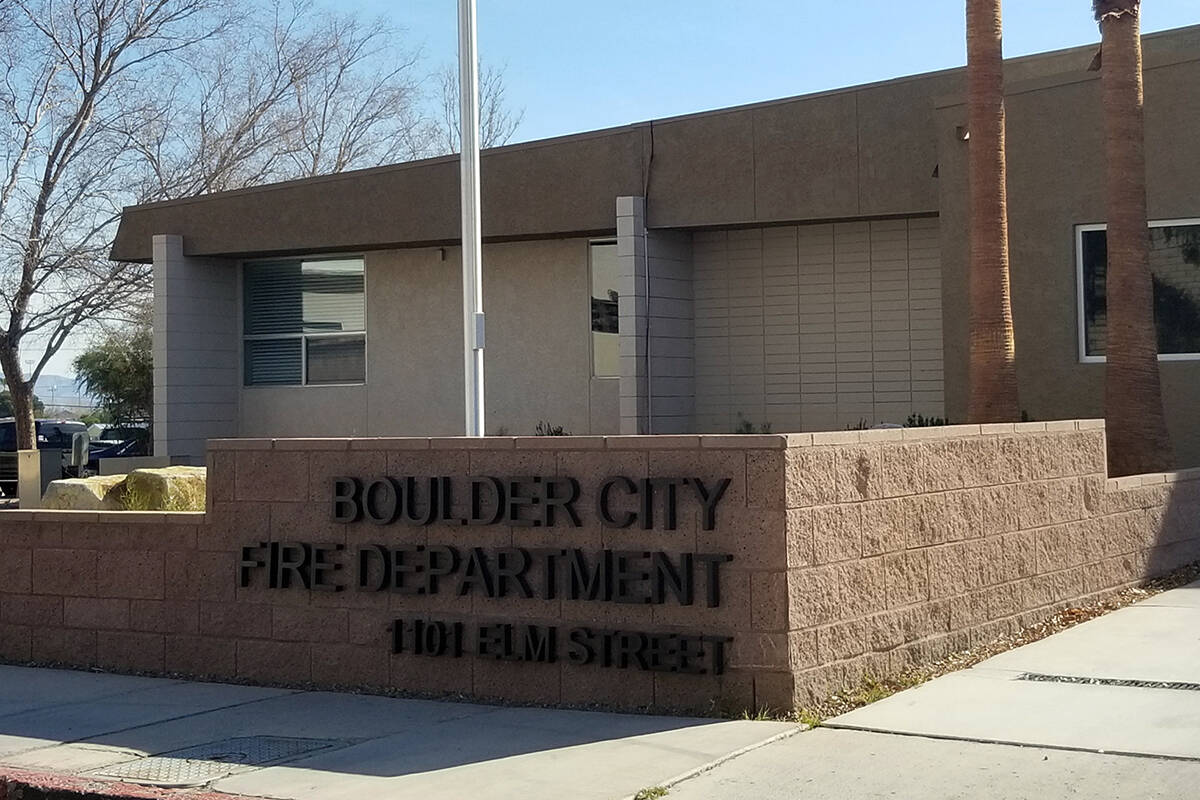 BOULDER CITY
FIRE DEPARTMENT
1101 ELM STREET